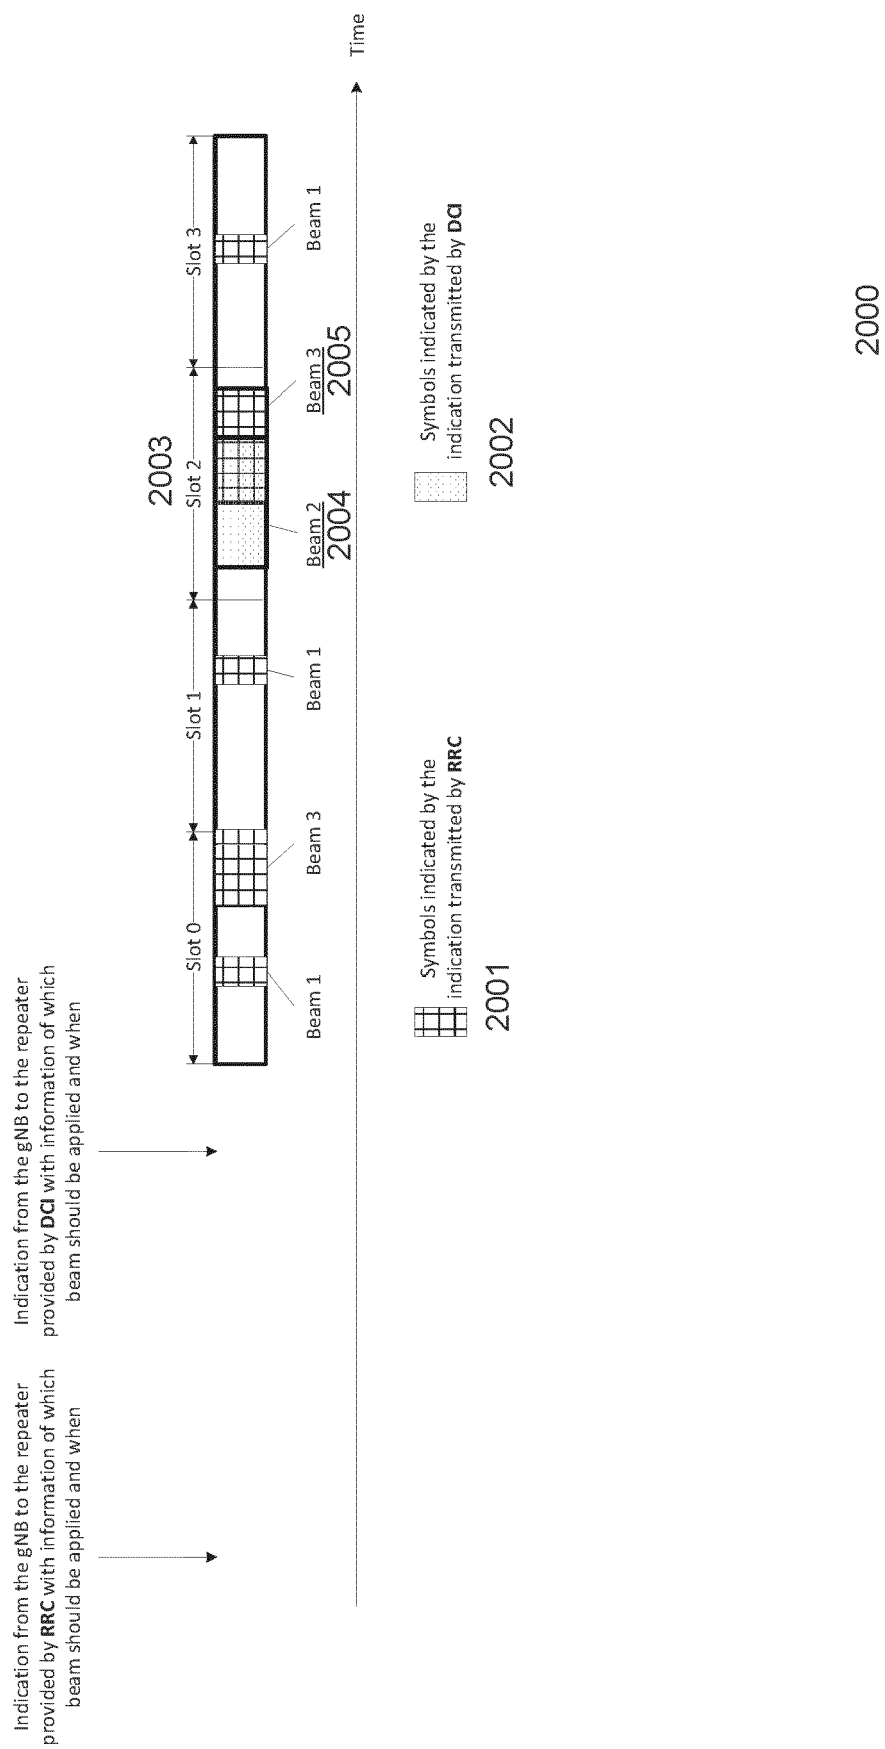 Indication from the gNB to the repeater
provided by RRC with information of which
beam should be applied and when
Indication from the gNB to the repeater
provided by DCI with information of which
beam should be applied and when
2003
Slot 0
Slot 1
Slot 2
Slot 3
Beam 1
Beam 3
Beam 1
Beam 2
2004
Beam 3
2005
Beam 1
Time
Symbols indicated by the
indication transmitted by RRC
2001
Symbols indicated by the
indication transmitted by DCI
2002
2000